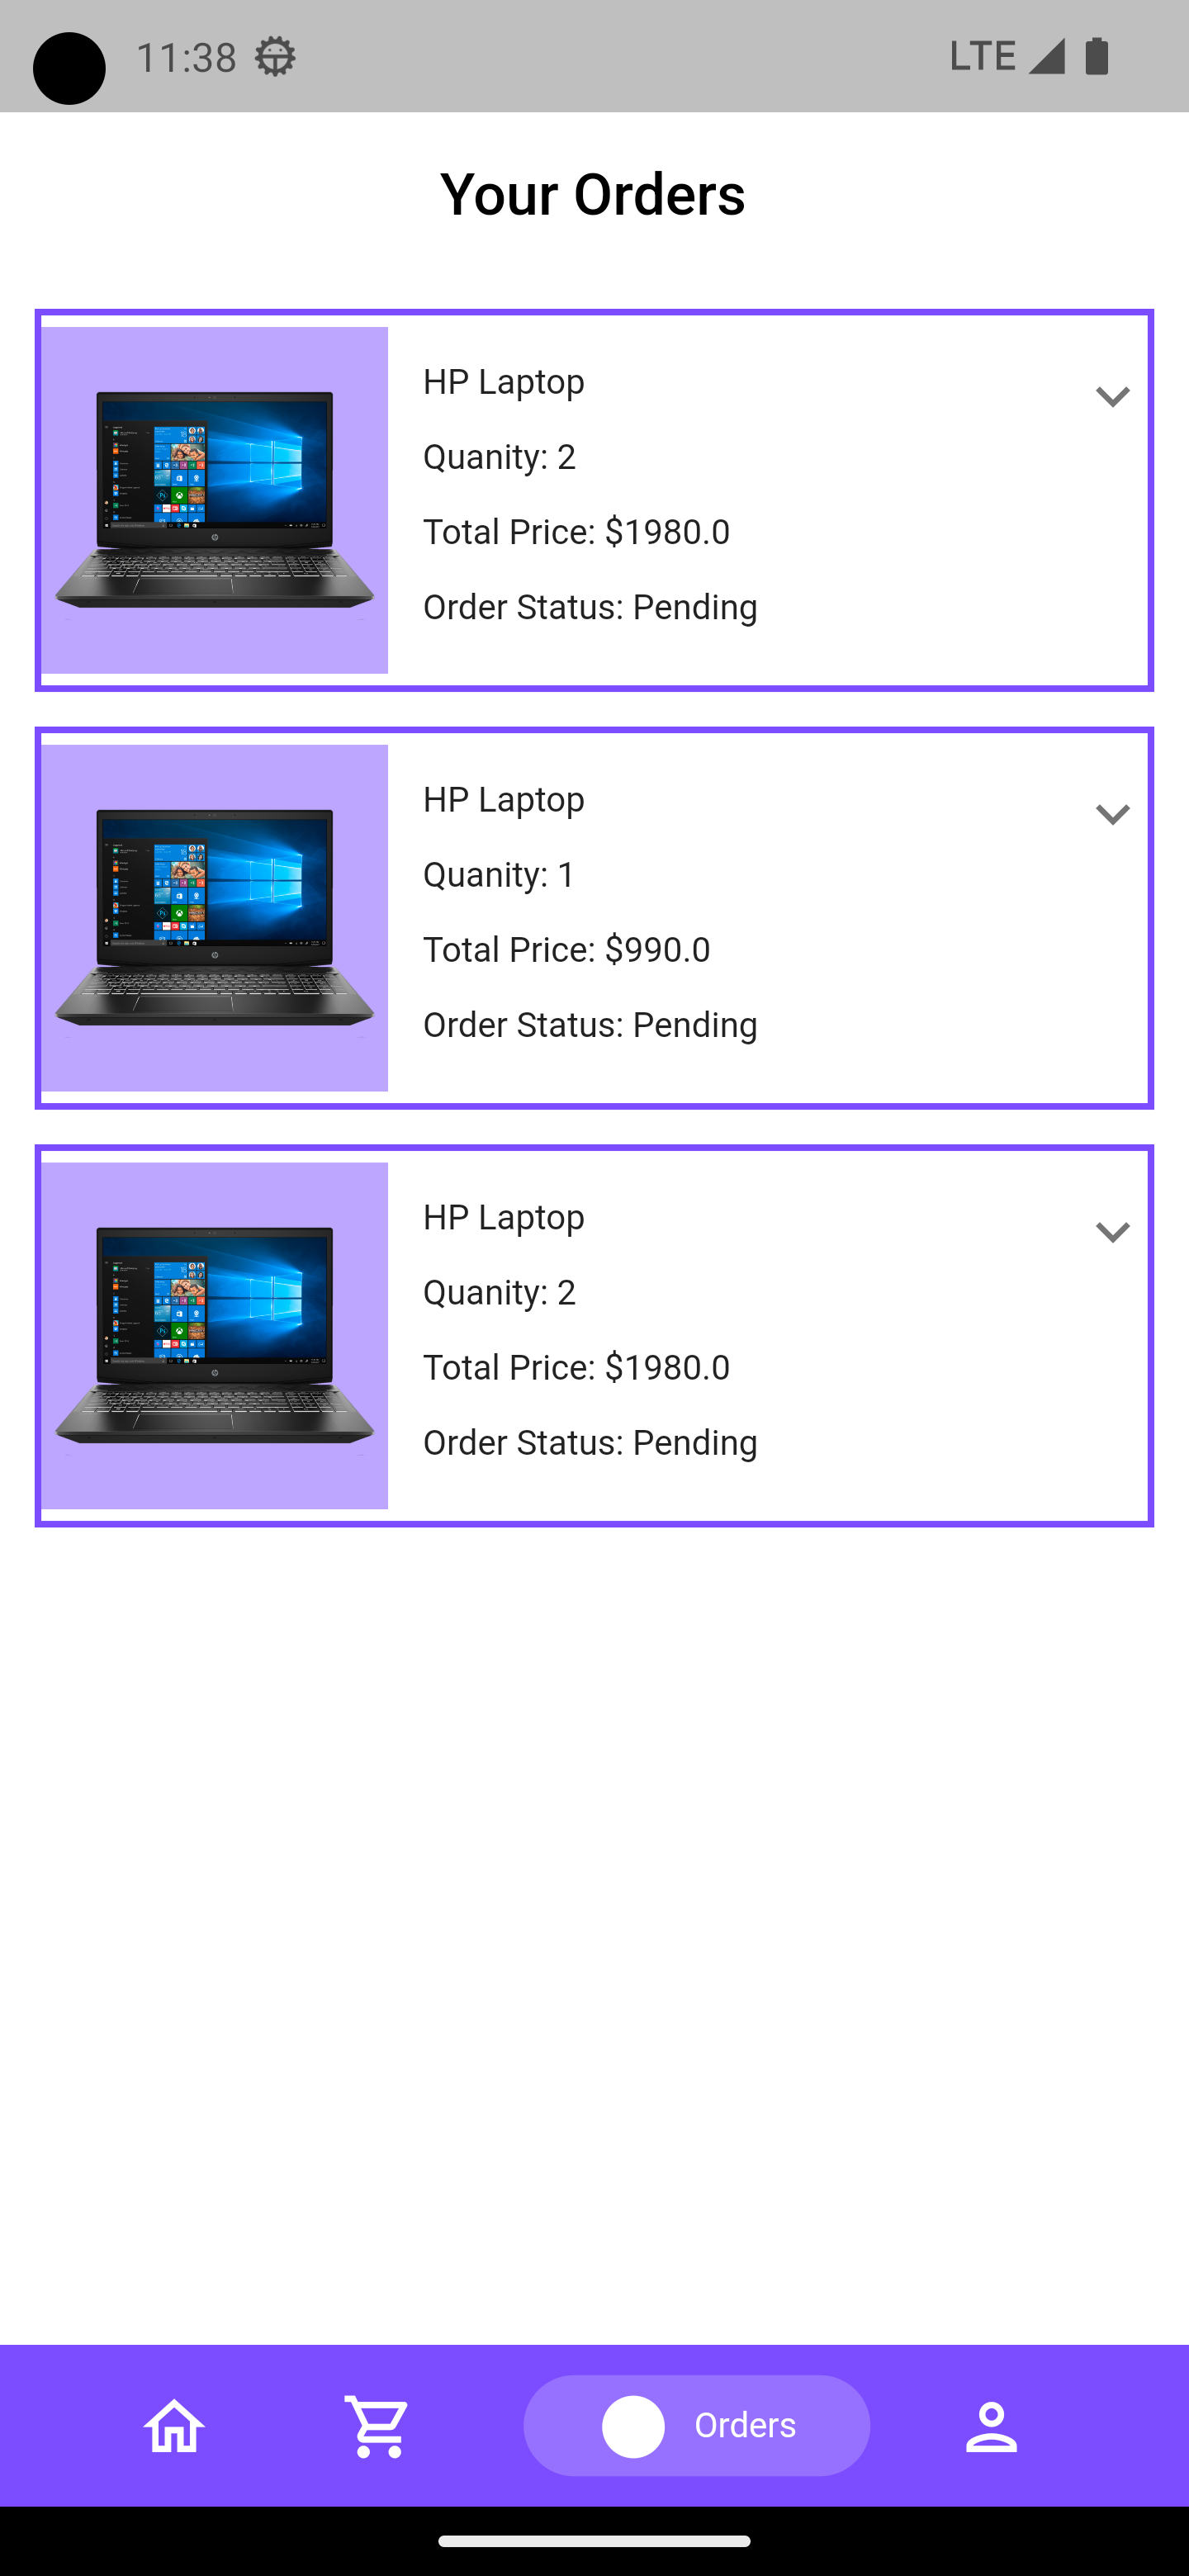 11:38
LTE
Your Orders
HP Laptop
Quanity: 2
Total Price: $1980.0
Order Status: Pending
HP Laptop
Quanity: 1
Total Price: $990.0
Order Status: Pending
HP Laptop
Quanity: 2
Total Price: $1980.0
Order Status: Pending
Orders